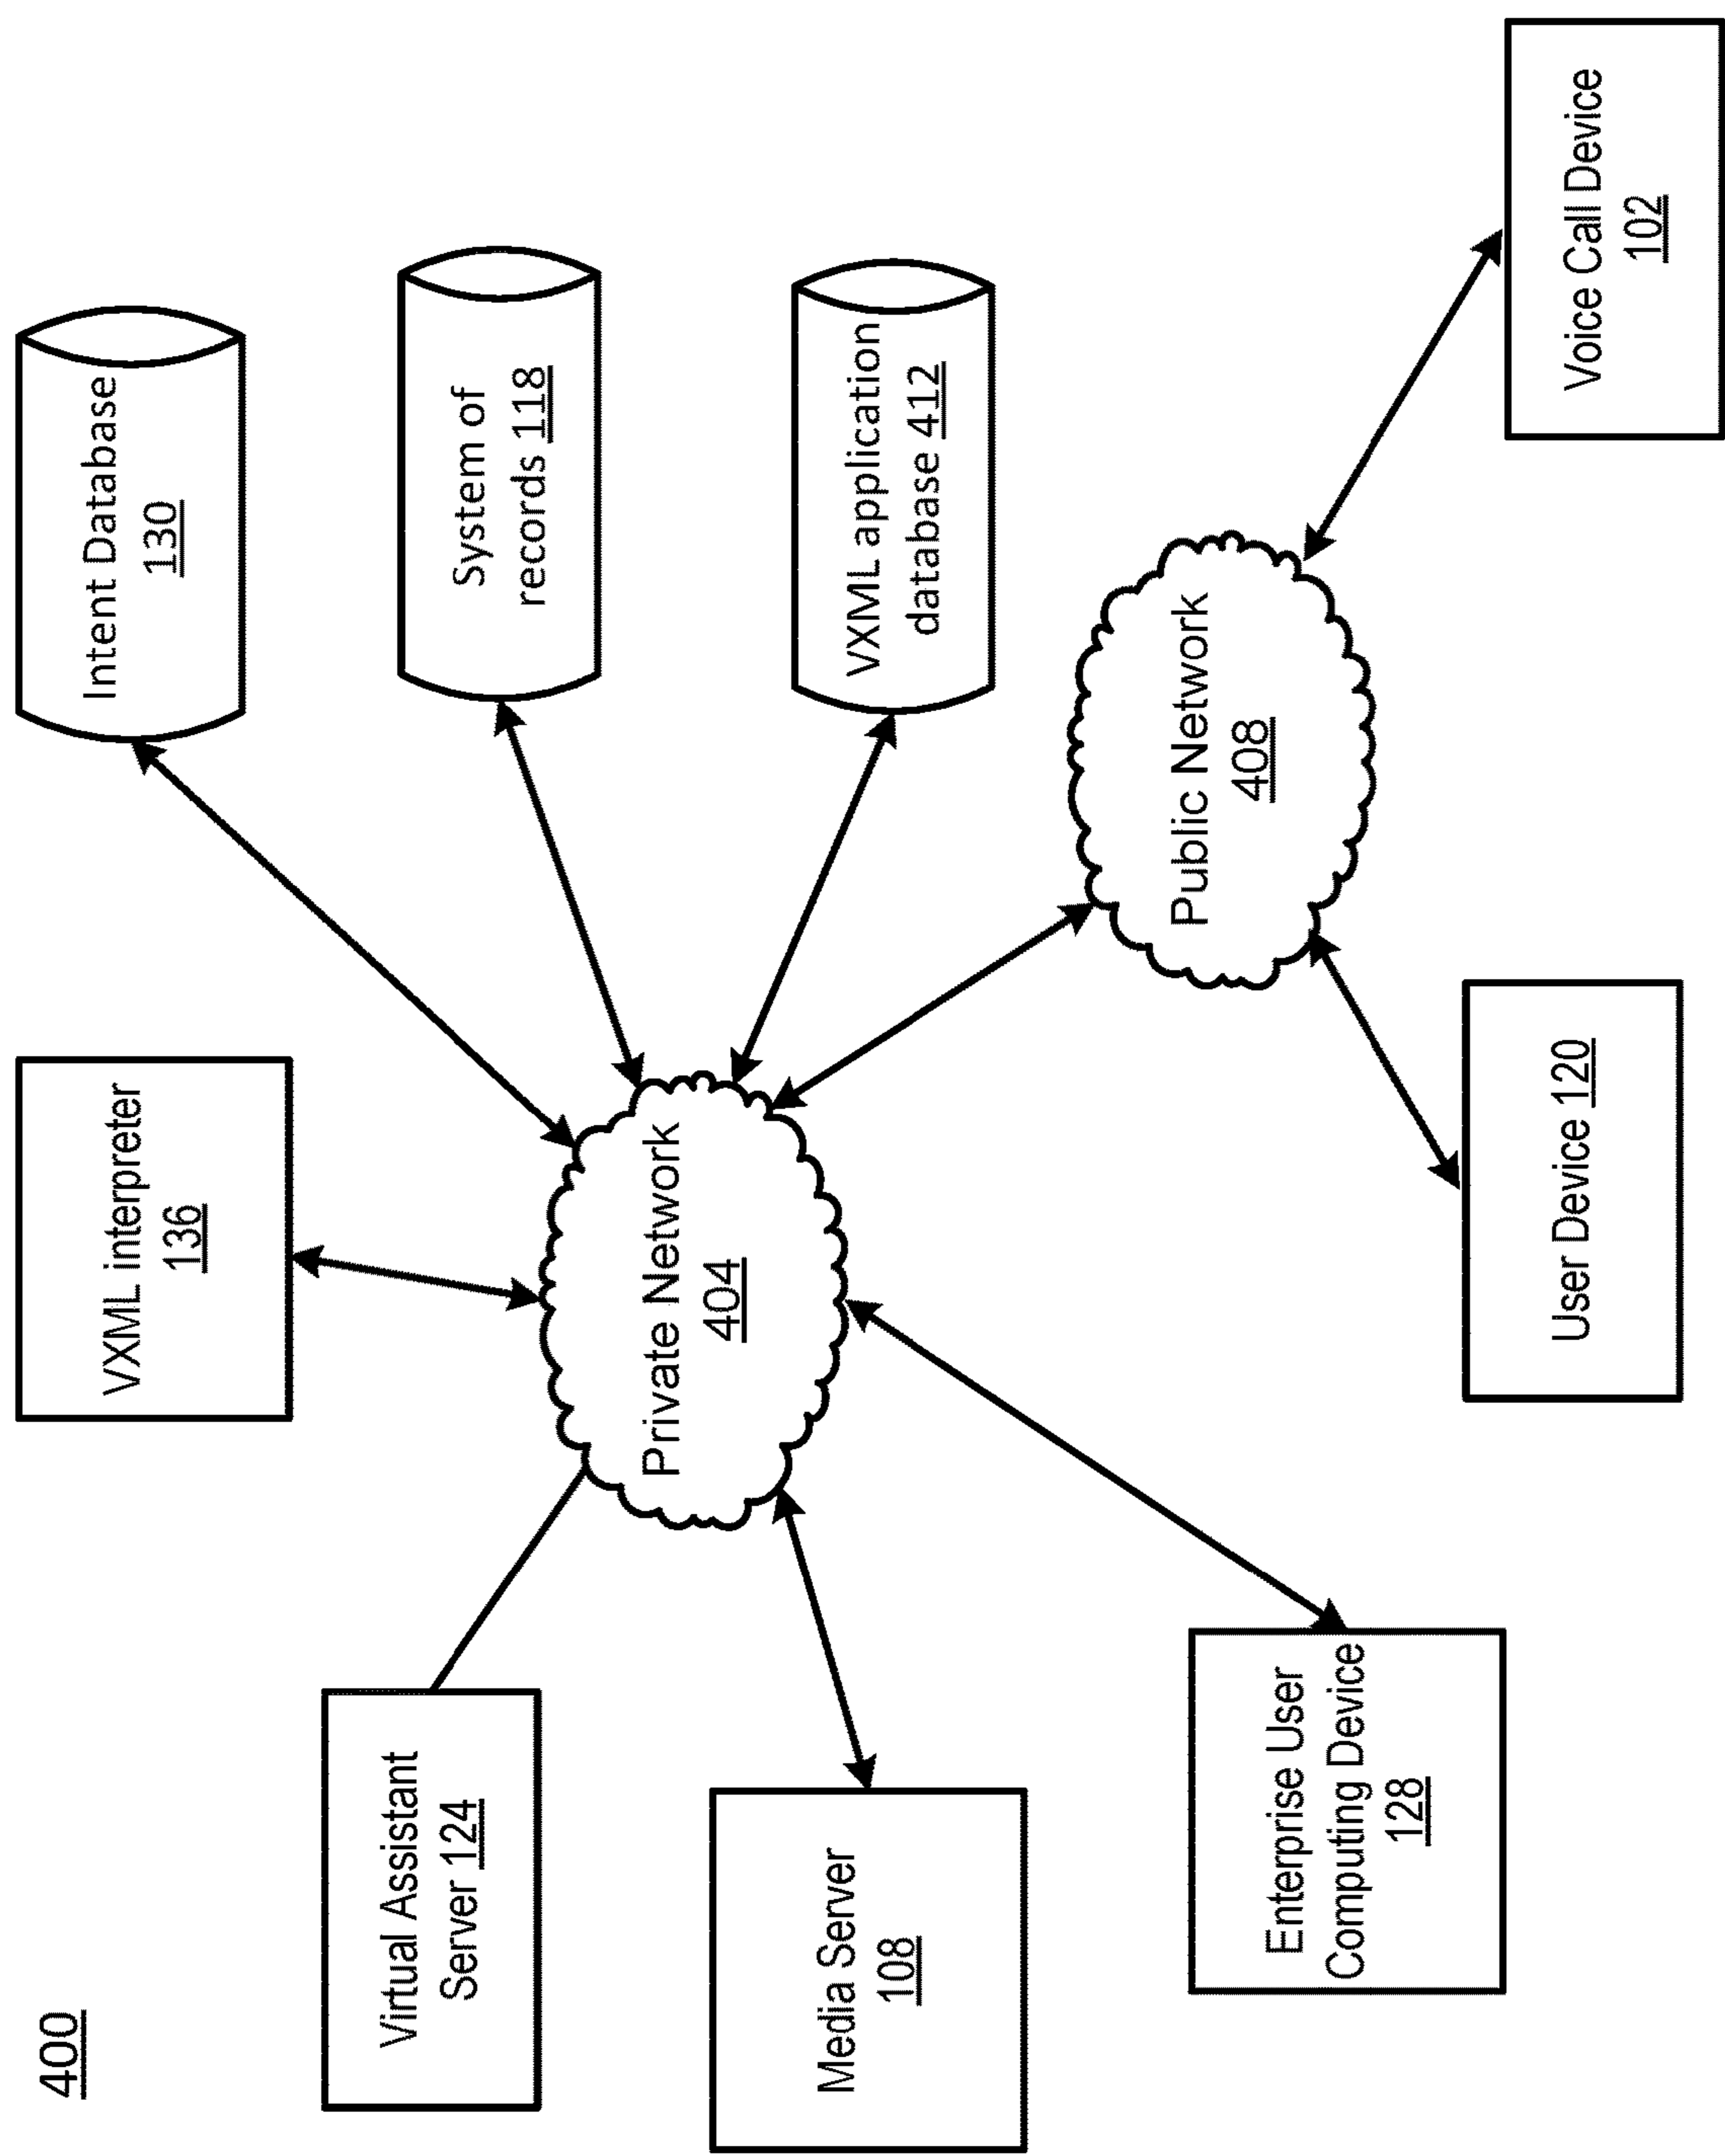 400
Virtual Assistant
Server 124
VXML interpreter
136
Intent Database
130
System of
records 118
Media Server
108
Private Network
404
VXML application
database 412
Enterprise User
Computing Device
128
Public Network
408
User Device 120
Voice Call Device
102